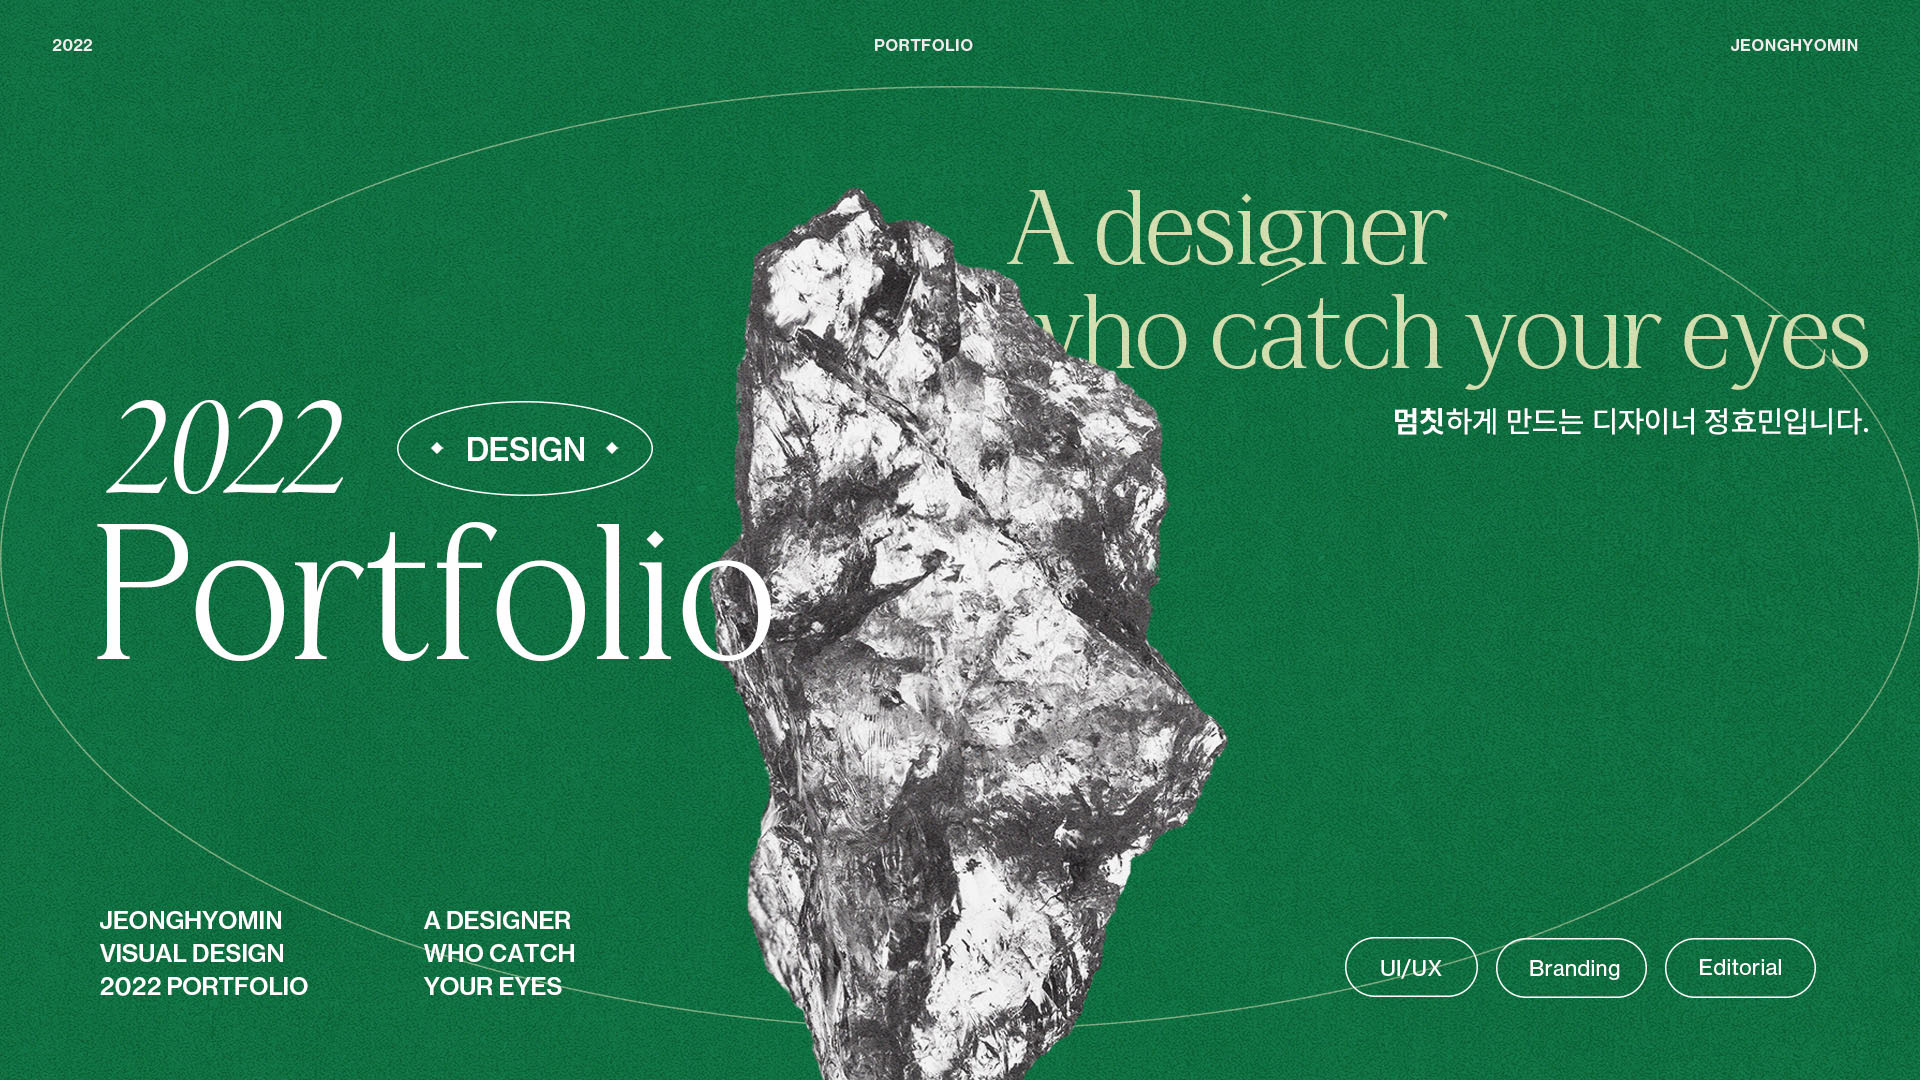 2022
PORTFOLIO
JEONGHYOMIN
A designer
who catch your eyes
멈칫하게 만드는 디자이너 정효민입니다.
2022
DESIGN
Portfolio
JEONGHYOMIN
VISUAL DESIGN
2022 PORTFOLIO
A DESIGNER
WHO CATCH
YOUR EYES
UI/UX
Branding
Editorial